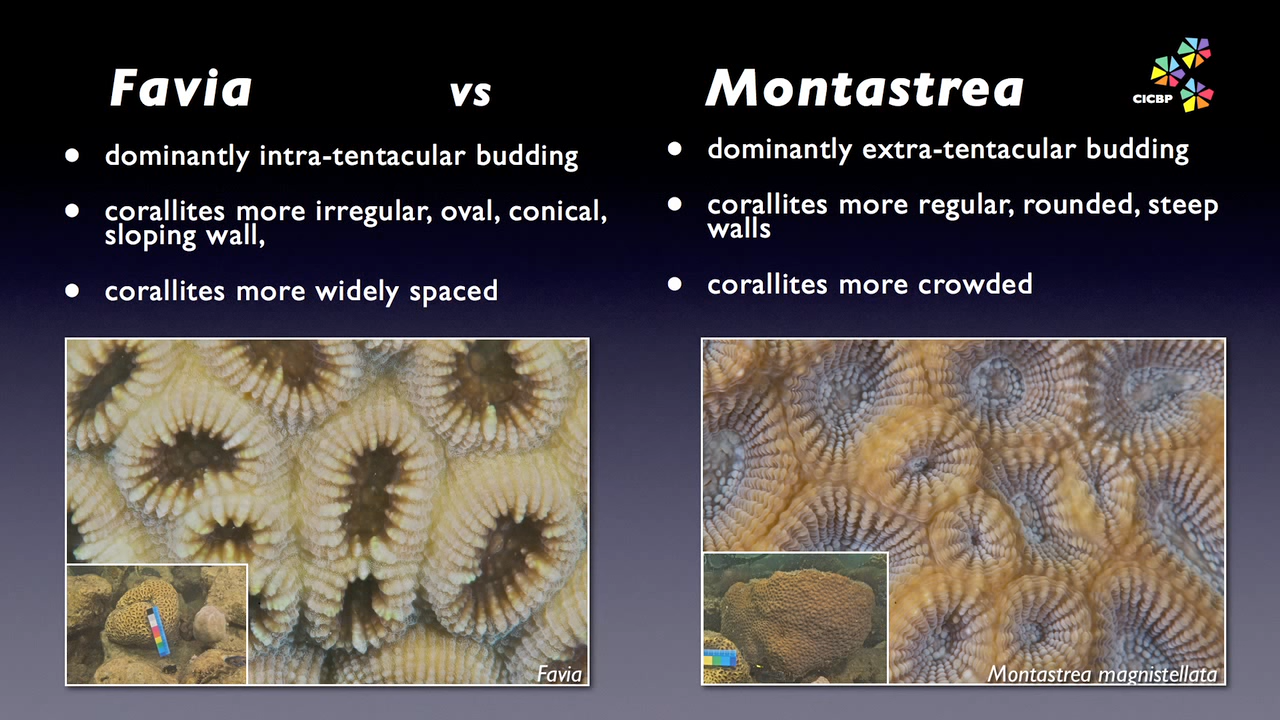 Favia vs Montastrea
CICBP
• dominantly intra-tentacular budding
• corallites more irregular, oval, conical,
sloping wall,
• corallites more widely spaced
• dominantly extra-tentacular budding
• corallites more regular, rounded, steep
walls
• corallites more crowded
Favia
Montastrea magnistellata